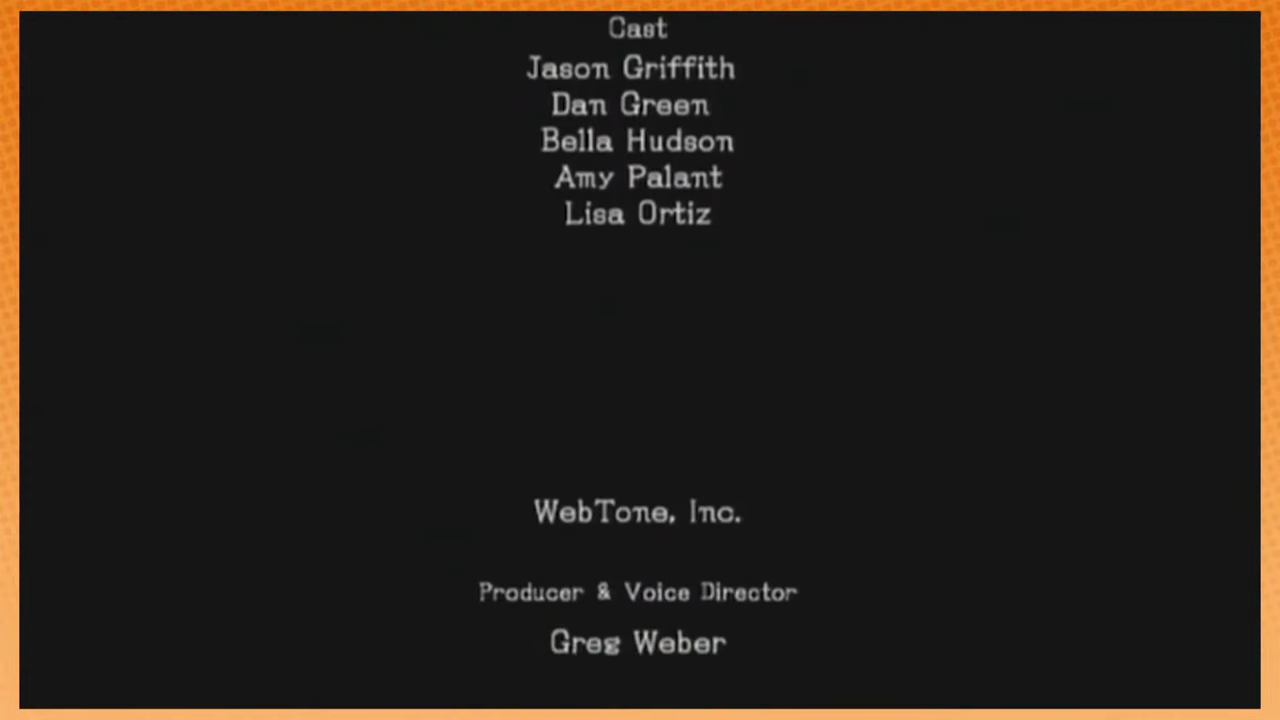 Cast
Jason Griffith
Dan Green
Bella Hudson
Amy Palant
Lisa Ortiz
WebTone, Inc.
Producer & Voice Director
Greg Weber